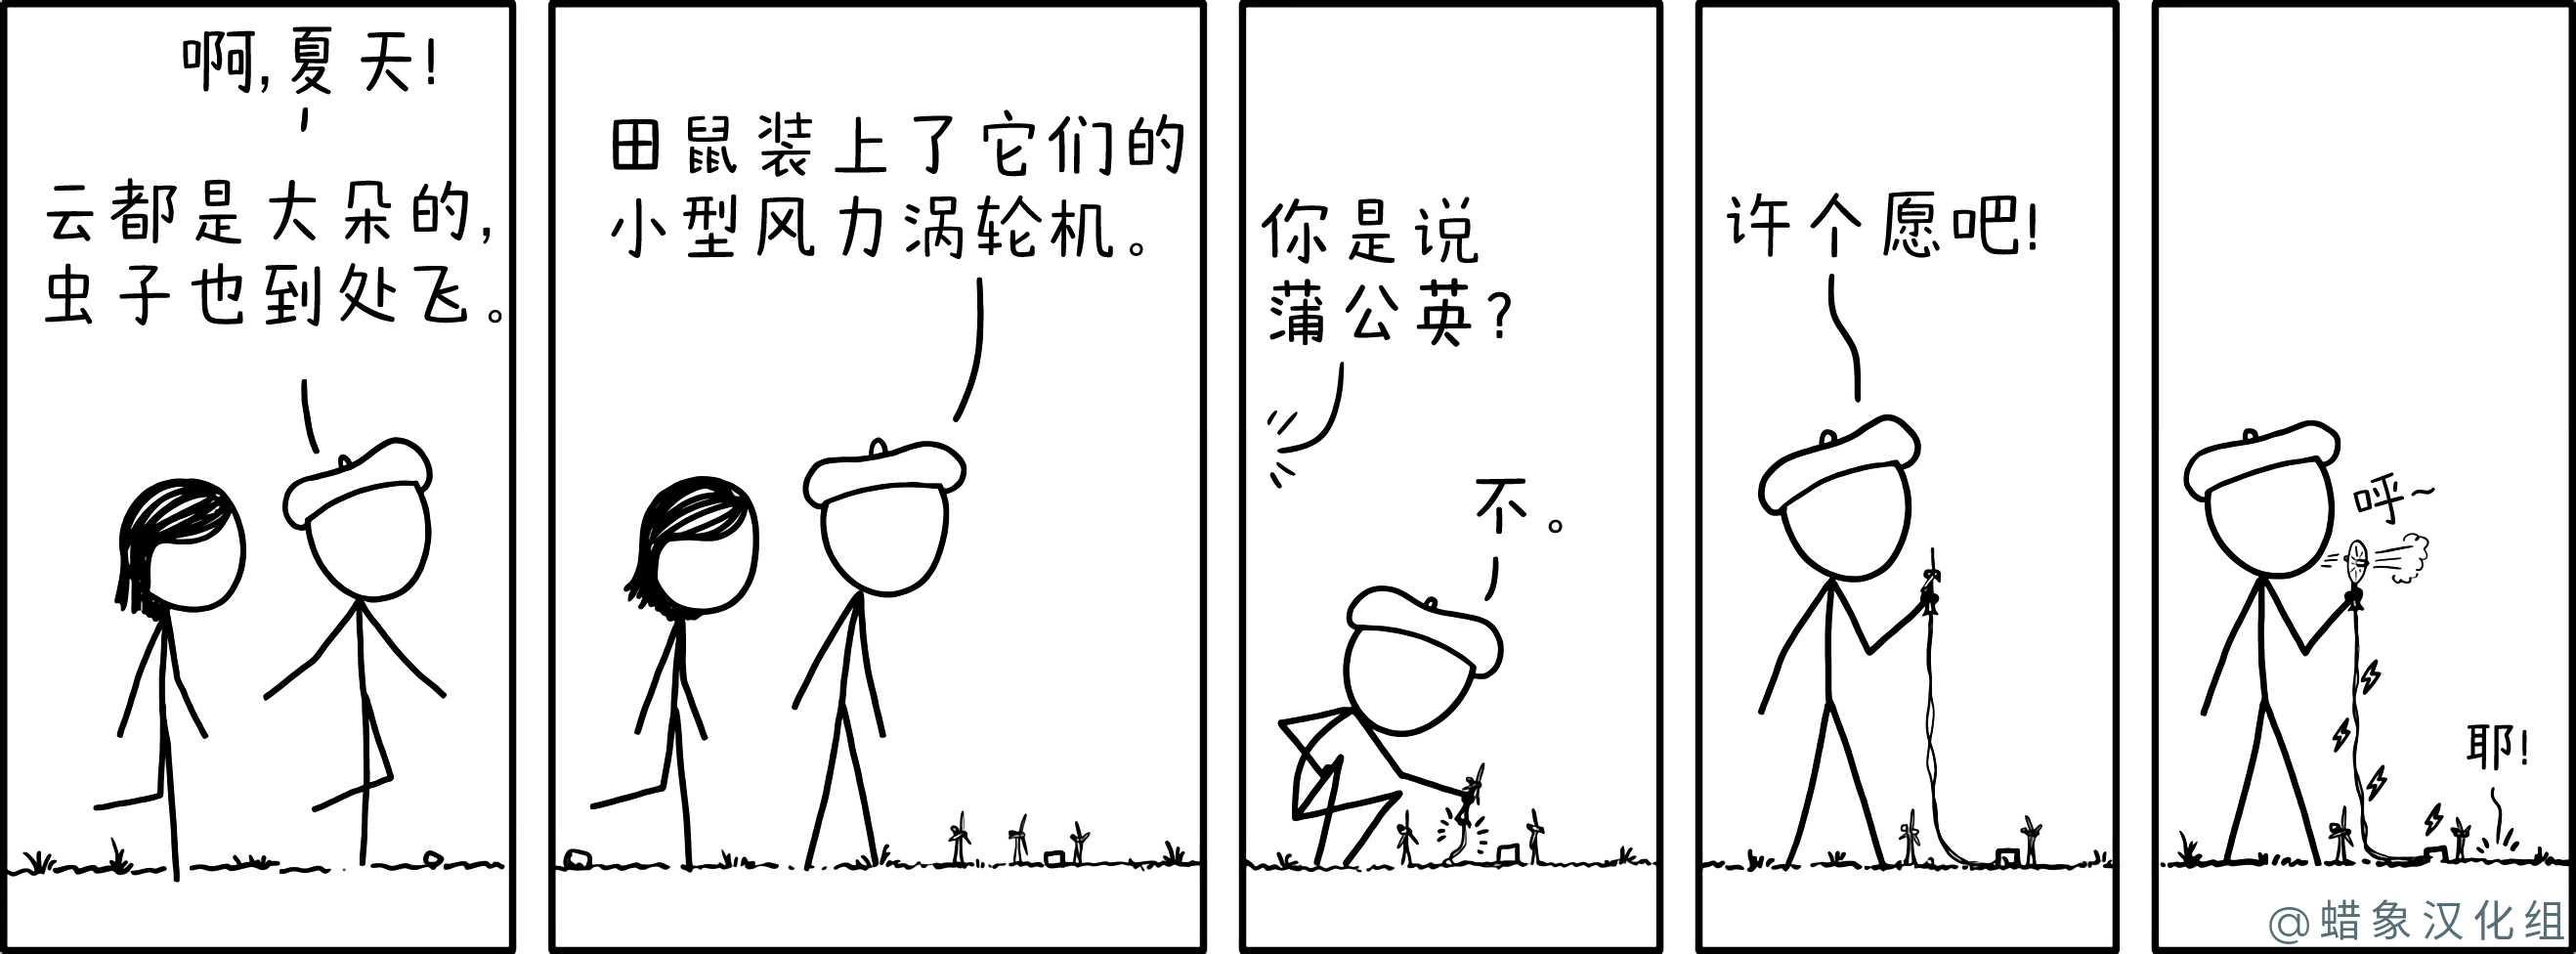 啊,夏天!
云都是大朵的,
虫子也到处飞。
田鼠装上了它们的
小型风力涡轮机。
你是说
蒲公英?
不。
许个愿吧!
呼~
耶!
@蜡象汉化组